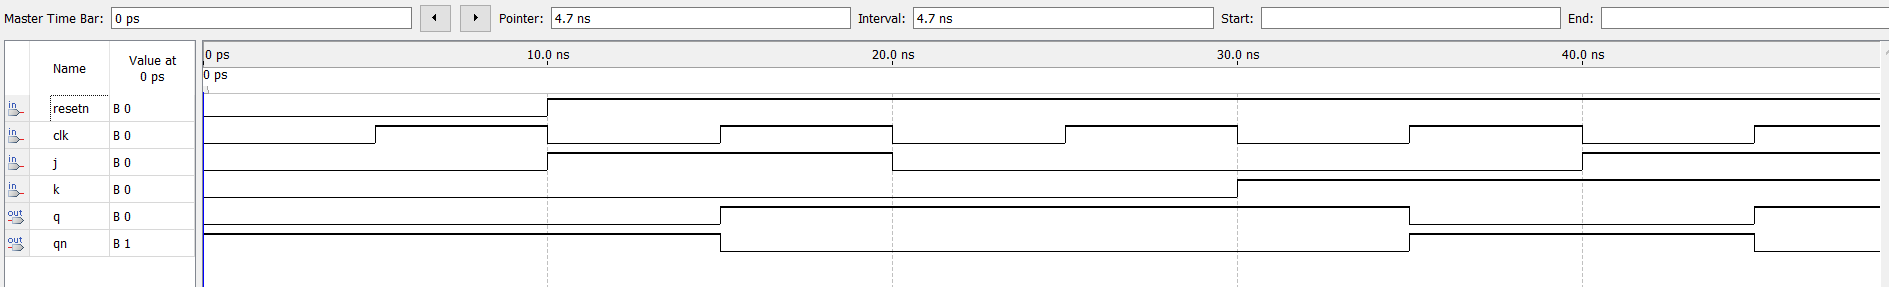 Master Time Bar: 0 ps Pointer: 4.7 ns Interval: 4.7 ns Start: End:
Name Value at 0 ps
0 ps 10.0 ns 20.0 ns 30.0 ns 40.0 ns
0 ps
in resetn B 0
in clk B 0
in j B 0
in k B 0
out q B 0
out qn B 1